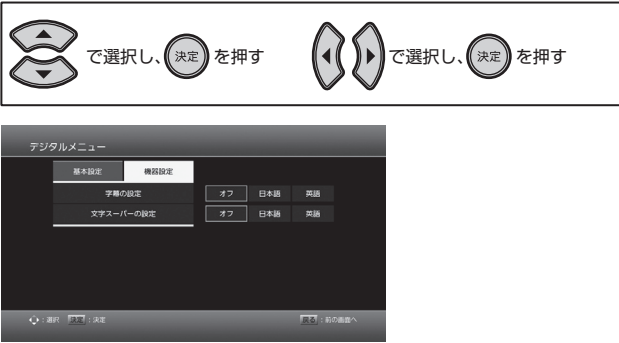 で選択し、決定を押す で選択し、決定を押す
デジタルメニュー
基本設定 機器設定
字幕の設定 オフ 日本語 英語
文字スーパーの設定 オフ 日本語 英語
：選択 決定：決定 戻る：前の画面へ